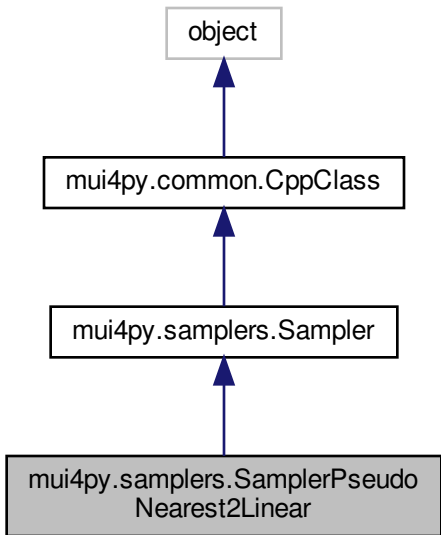 object
mui4py.common.CppClass
mui4py.samplers.Sampler
mui4py.samplers.SamplerPseudo
Nearest2Linear